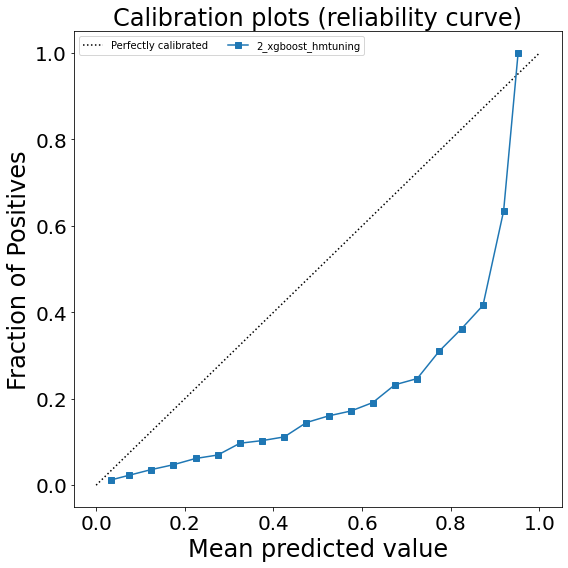 Calibration plots (reliability curve)
Perfectly calibrated
2_xgboost_hmtuning
1.0
0.8
0.6
0.4
0.2
0.0
Fraction of Positives
0.0 0.2 0.4 0.6 0.8 1.0
Mean predicted value